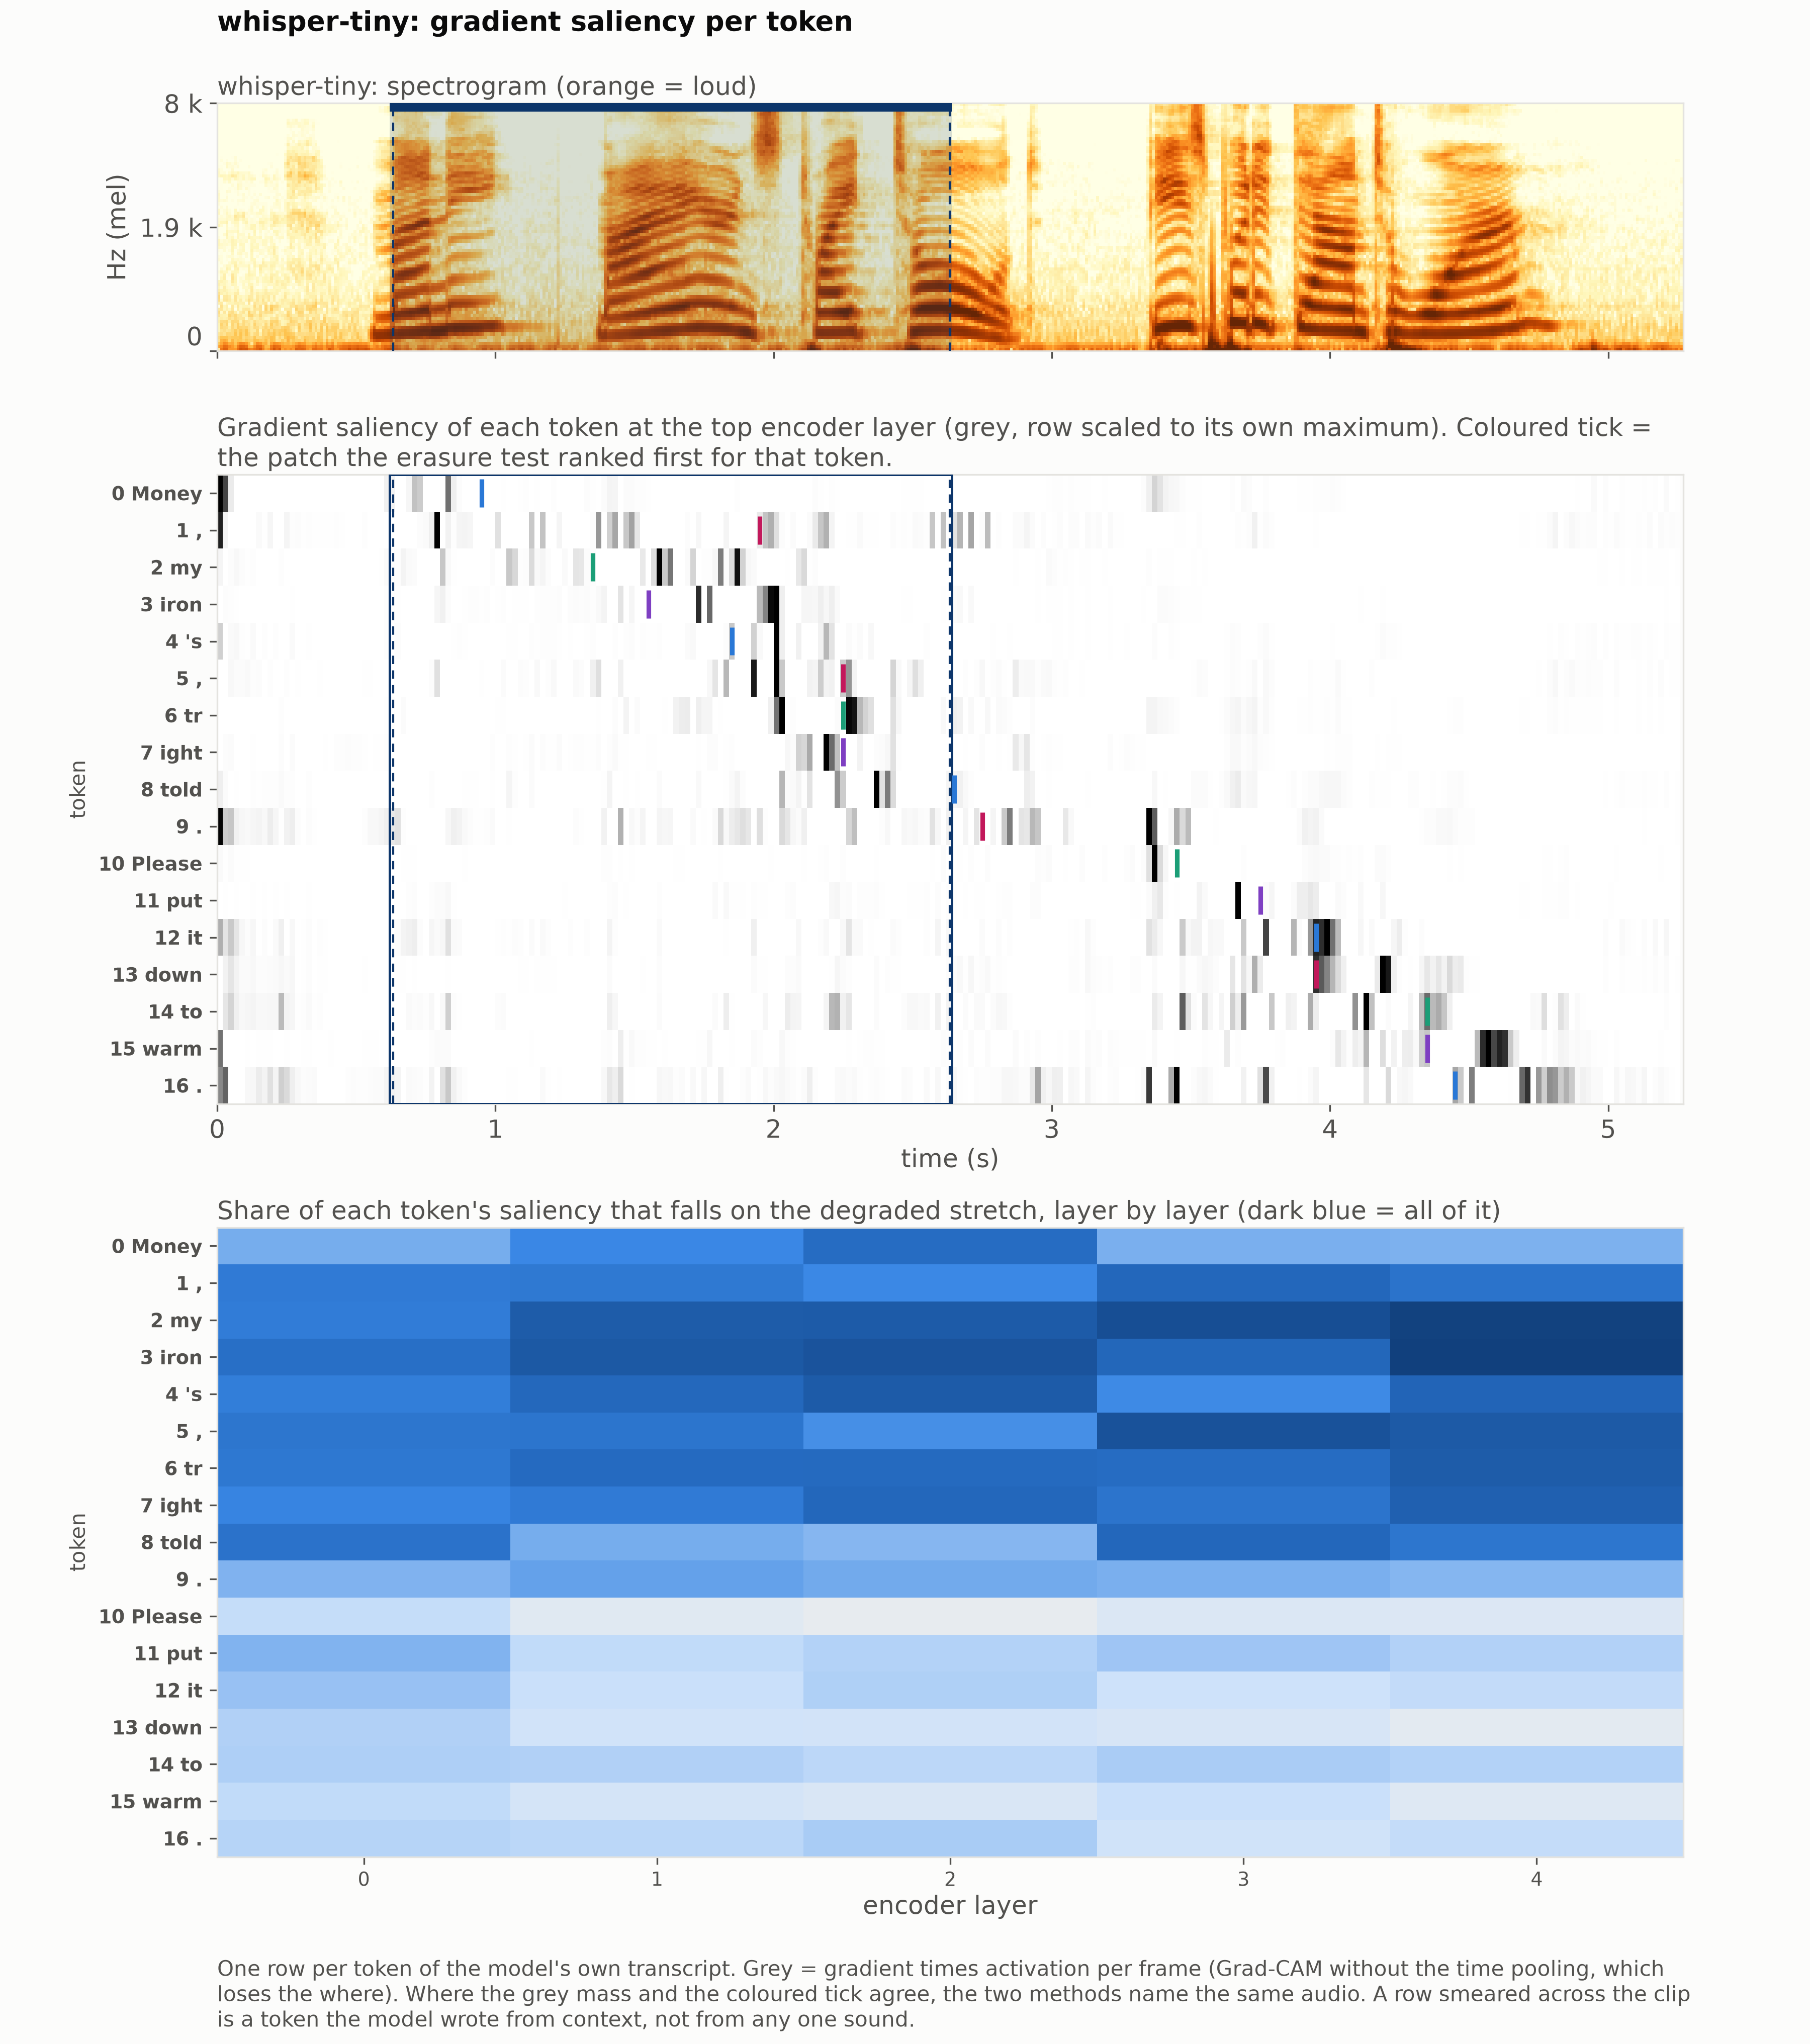 whisper-tiny: gradient saliency per token
whisper-tiny: spectrogram (orange = loud)
8 k
1.9 k
0
Hz (mel)
Gradient saliency of each token at the top encoder layer (grey, row scaled to its own maximum). Coloured tick =
the patch the erasure test ranked first for that token.
0 Money
1 ,
2 my
3 iron
4 's
5 ,
6 tr
7 ight
8 told
9 .
10 Please
11 put
12 it
13 down
14 to
15 warm
16 .
token
0 1 2 3 4 5
time (s)
Share of each token's saliency that falls on the degraded stretch, layer by layer (dark blue = all of it)
0 Money
1 ,
2 my
3 iron
4 's
5 ,
6 tr
7 ight
8 told
9 .
10 Please
11 put
12 it
13 down
14 to
15 warm
16 .
token
0 1 2 3 4
encoder layer
One row per token of the model's own transcript. Grey = gradient times activation per frame (Grad-CAM without the time pooling, which
loses the where). Where the grey mass and the coloured tick agree, the two methods name the same audio. A row smeared across the clip
is a token the model wrote from context, not from any one sound.